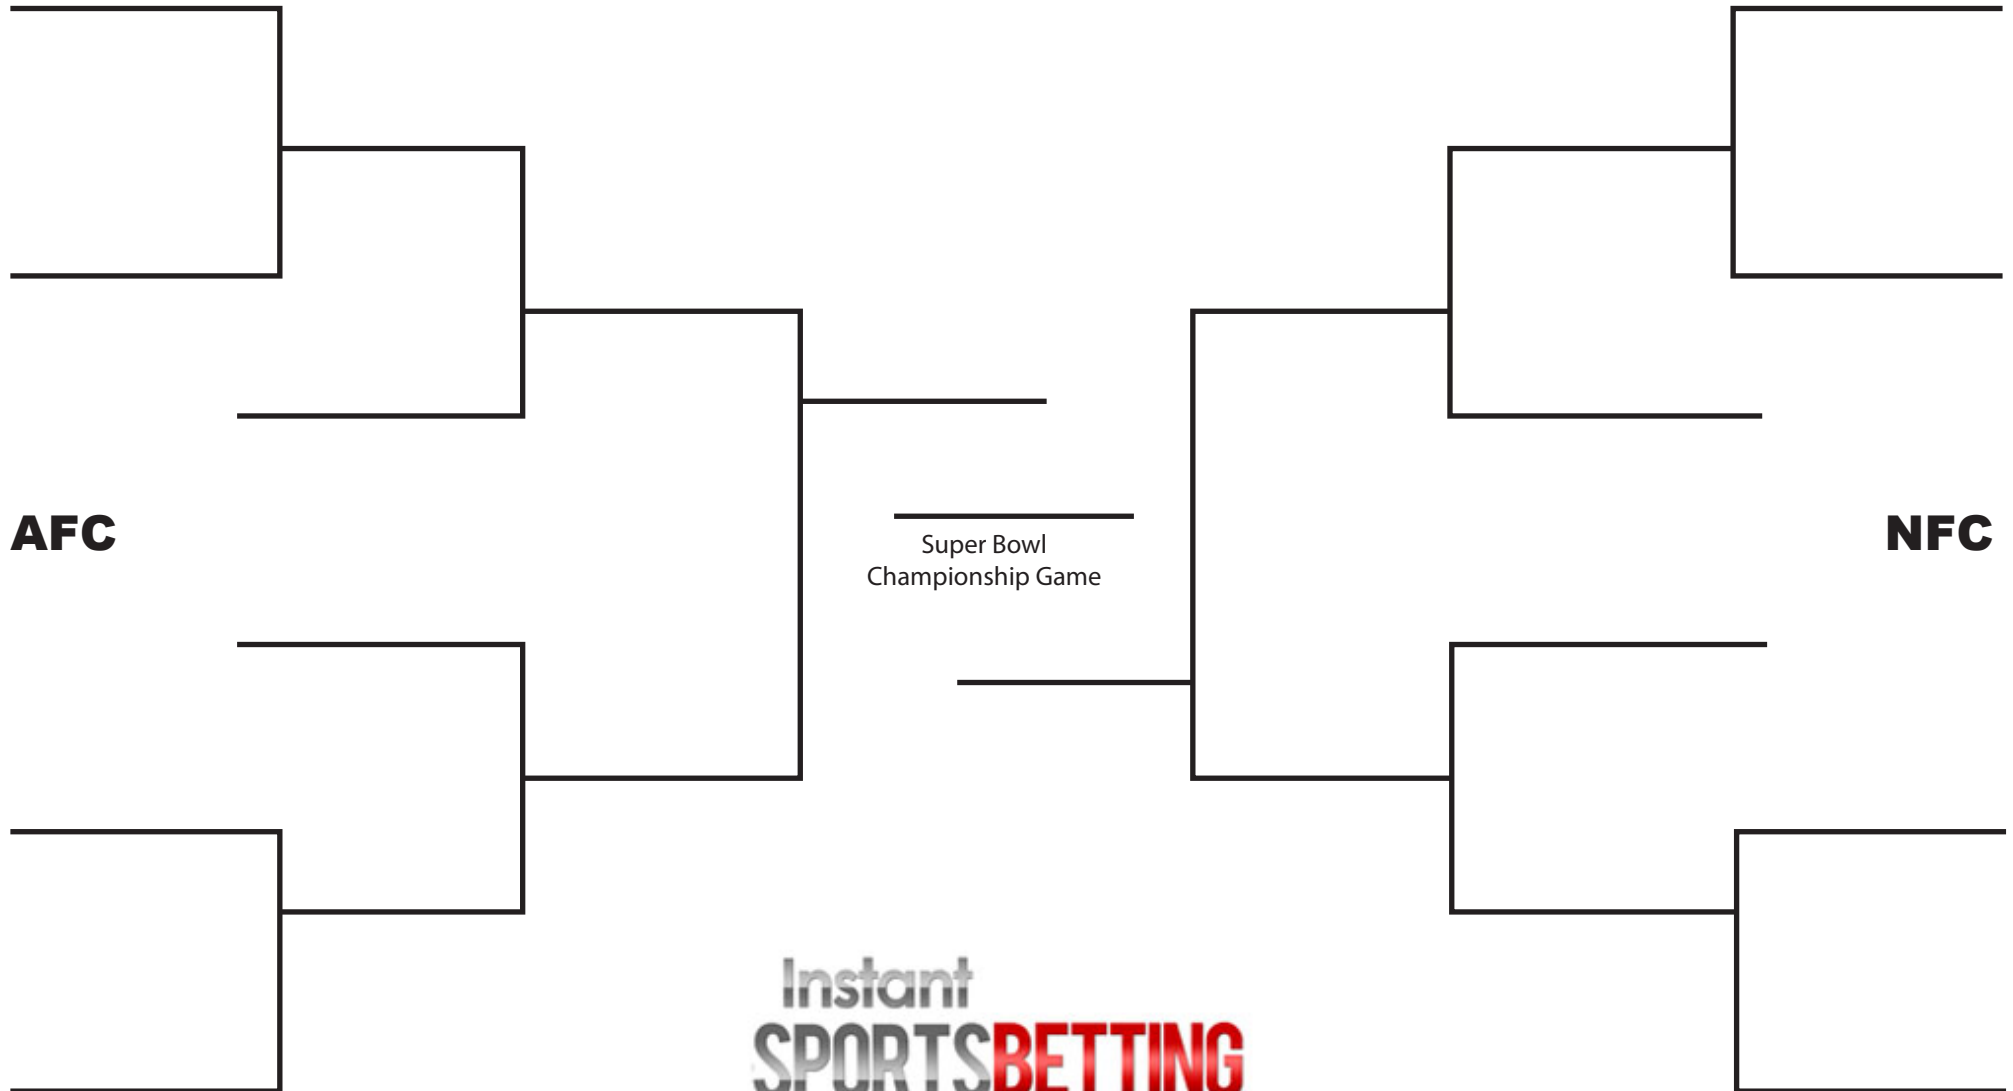 AFC
NFC
Super Bowl
Championship Game
Instant
SPORTSBETTING